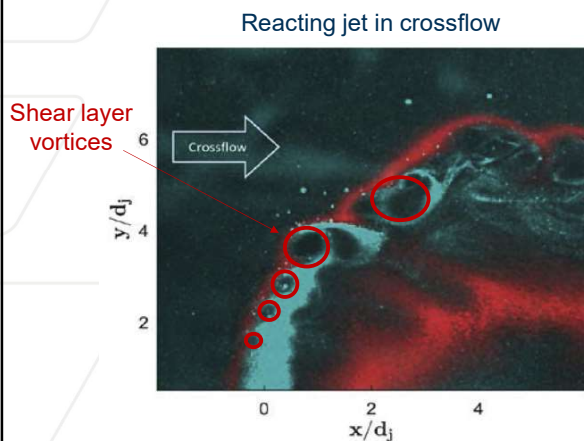 Reacting jet in crossflow
Shear layer
vortices
Crossflow
6
4
2
y/dj
0
2
4
x/dj